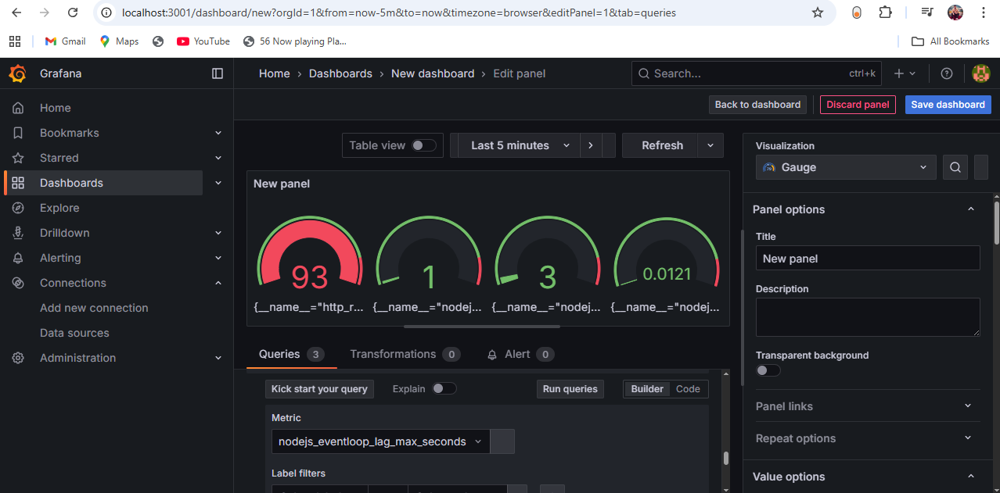 localhost:3001/dashboard/new?orgId=1&from=now-5m&to=now&timezone=browser&editPanel=1&tab=queries
Gmail Maps YouTube 56 Now playing Pla... All Bookmarks
Grafana Home › Dashboards › New dashboard › Edit panel Search... ctrl+k
Back to dashboard Discard panel Save dashboard
Home
Bookmarks
Starred
Dashboards
Explore
Drilldown
Alerting
Connections
Add new connection
Data sources
Administration
Table view Last 5 minutes Refresh
New panel
93 1 3 0.0121
{__name__="http_r... {__name__="nodej... {__name__="nodej... {__name__="nodej...
Queries 3 Transformations 0 Alert 0
Kick start your query Explain Run queries Builder Code
Metric
nodejs_eventloop_lag_max_seconds
Label filters
Visualization
79 Gauge
Panel options
Title
New panel
Description
Transparent background
Panel links
Repeat options
Value options